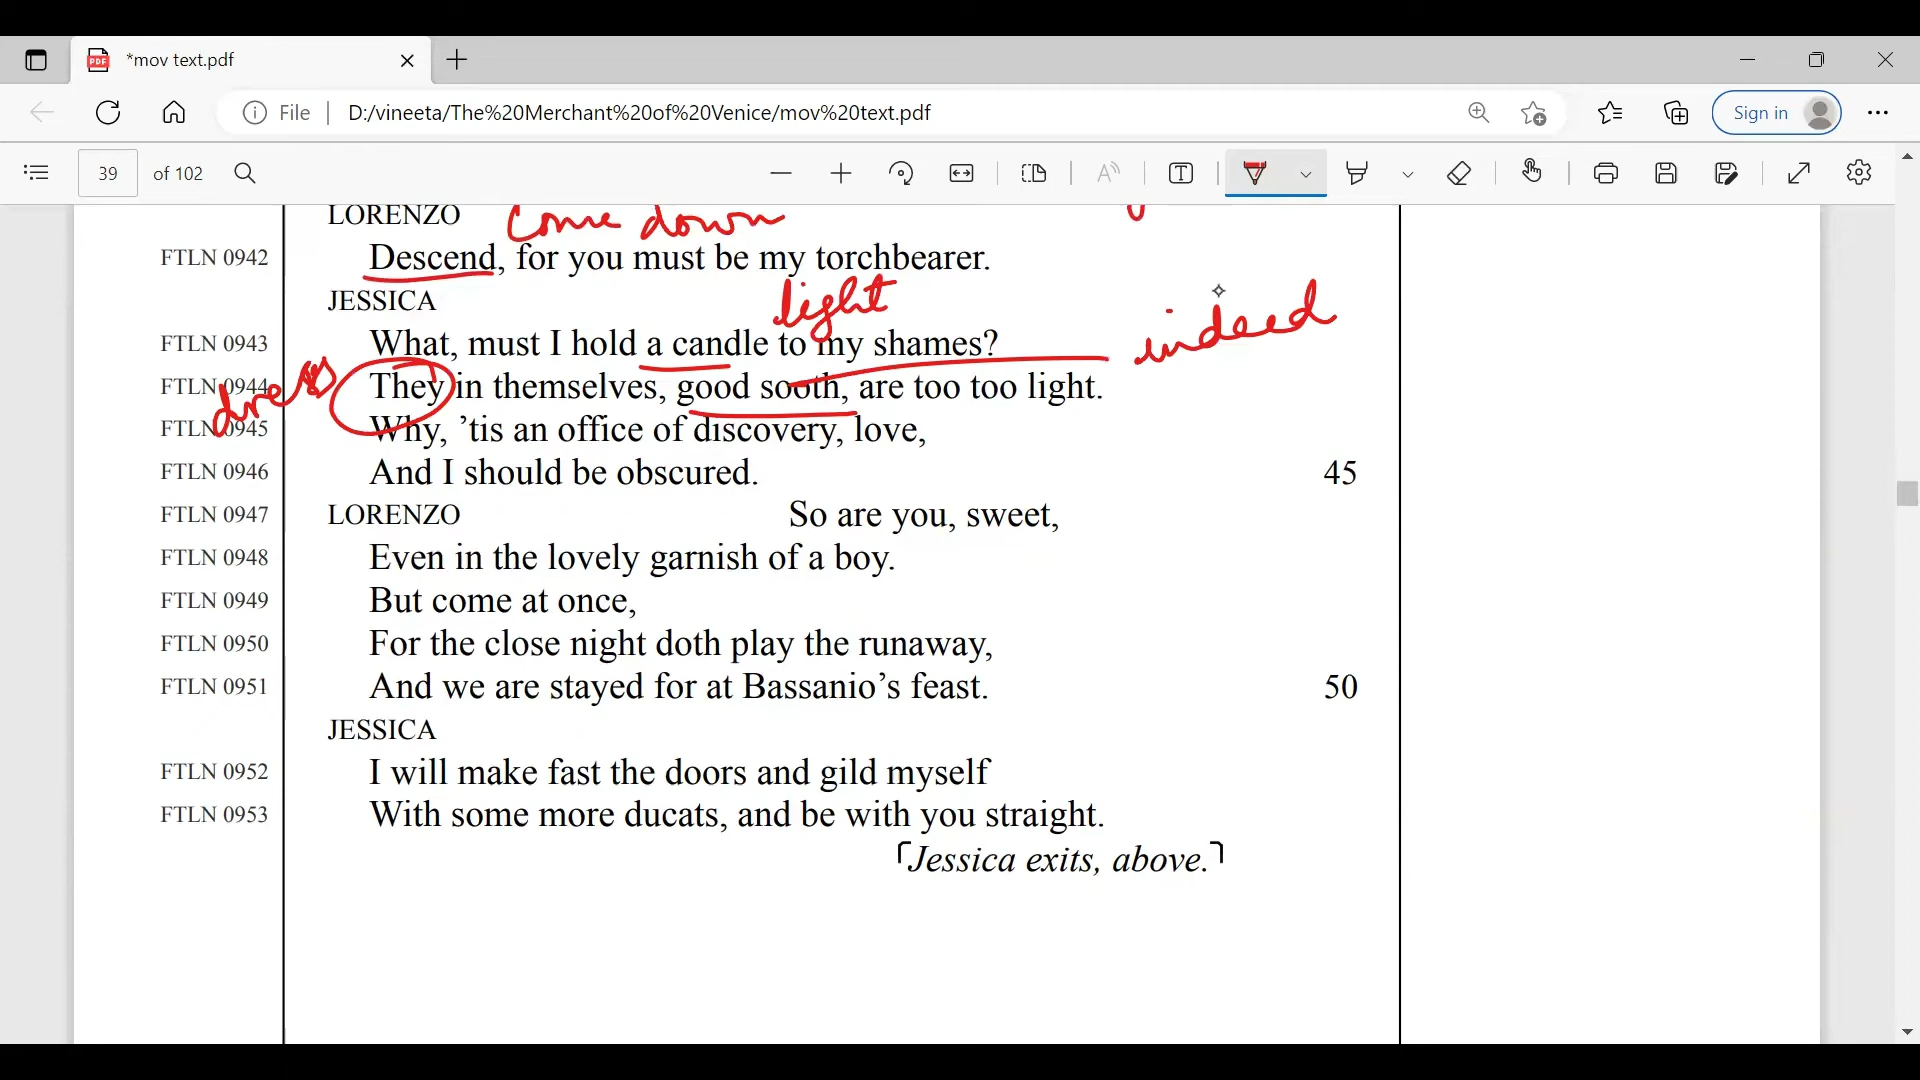 *mov text.pdf
File D:/vineeta/The%20Merchant%20of%20Venice/mov%20text.pdf
Sign in
39 of 102
LORENZO come down
FTLN 0942 Descend, for you must be my torchbearer.
JESSICA light
FTLN 0943 What, must I hold a candle to my shames? indeed
FTLN 0944 They in themselves, good sooth, are too too light.
dress
FTLN 0945 Why, ’tis an office of discovery, love,
FTLN 0946 And I should be obscured. 45
FTLN 0947 LORENZO So are you, sweet,
FTLN 0948 Even in the lovely garnish of a boy.
FTLN 0949 But come at once,
FTLN 0950 For the close night doth play the runaway,
FTLN 0951 And we are stayed for at Bassanio’s feast. 50
JESSICA
FTLN 0952 I will make fast the doors and gild myself
FTLN 0953 With some more ducats, and be with you straight.
⌜Jessica exits, above.⌝